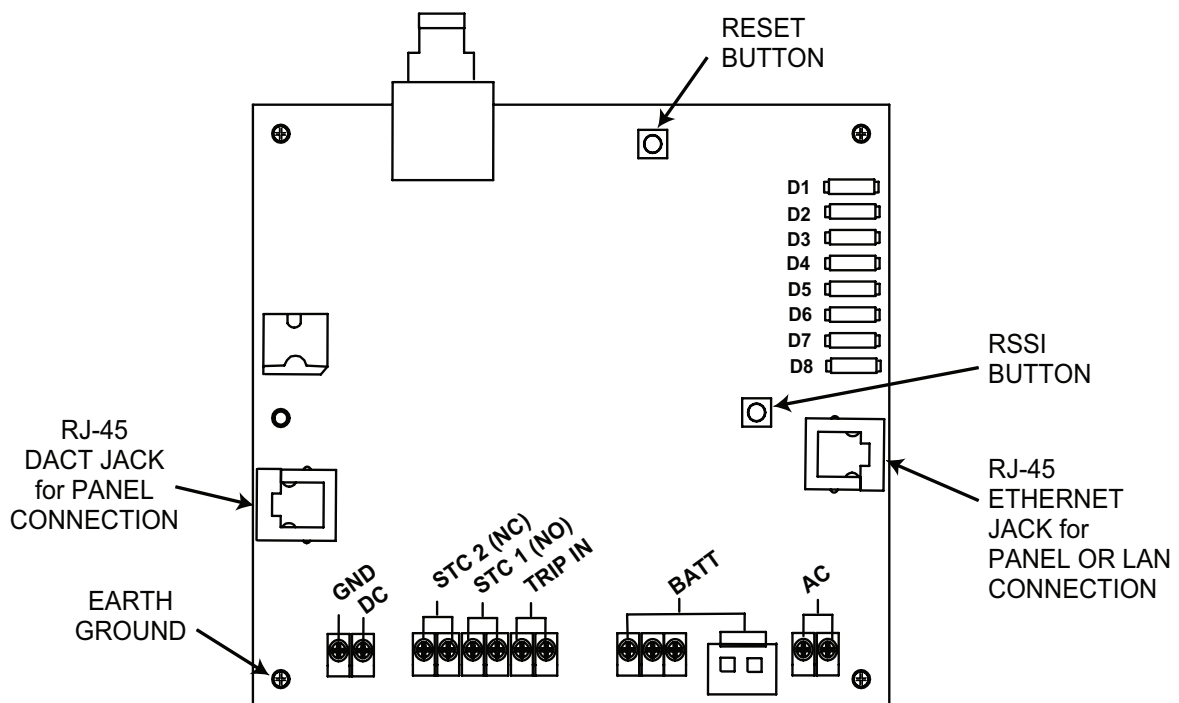 RESET
BUTTON
D1
D2
D3
D4
D5
D6
D7
D8
RSSI
BUTTON
RJ-45
DACT JACK
for PANEL
CONNECTION
RJ-45
ETHERNET
JACK for
PANEL OR LAN
CONNECTION
EARTH
GROUND
GND
DC
STC 2 (NC)
STC 1 (NO)
TRIP IN
BATT
AC